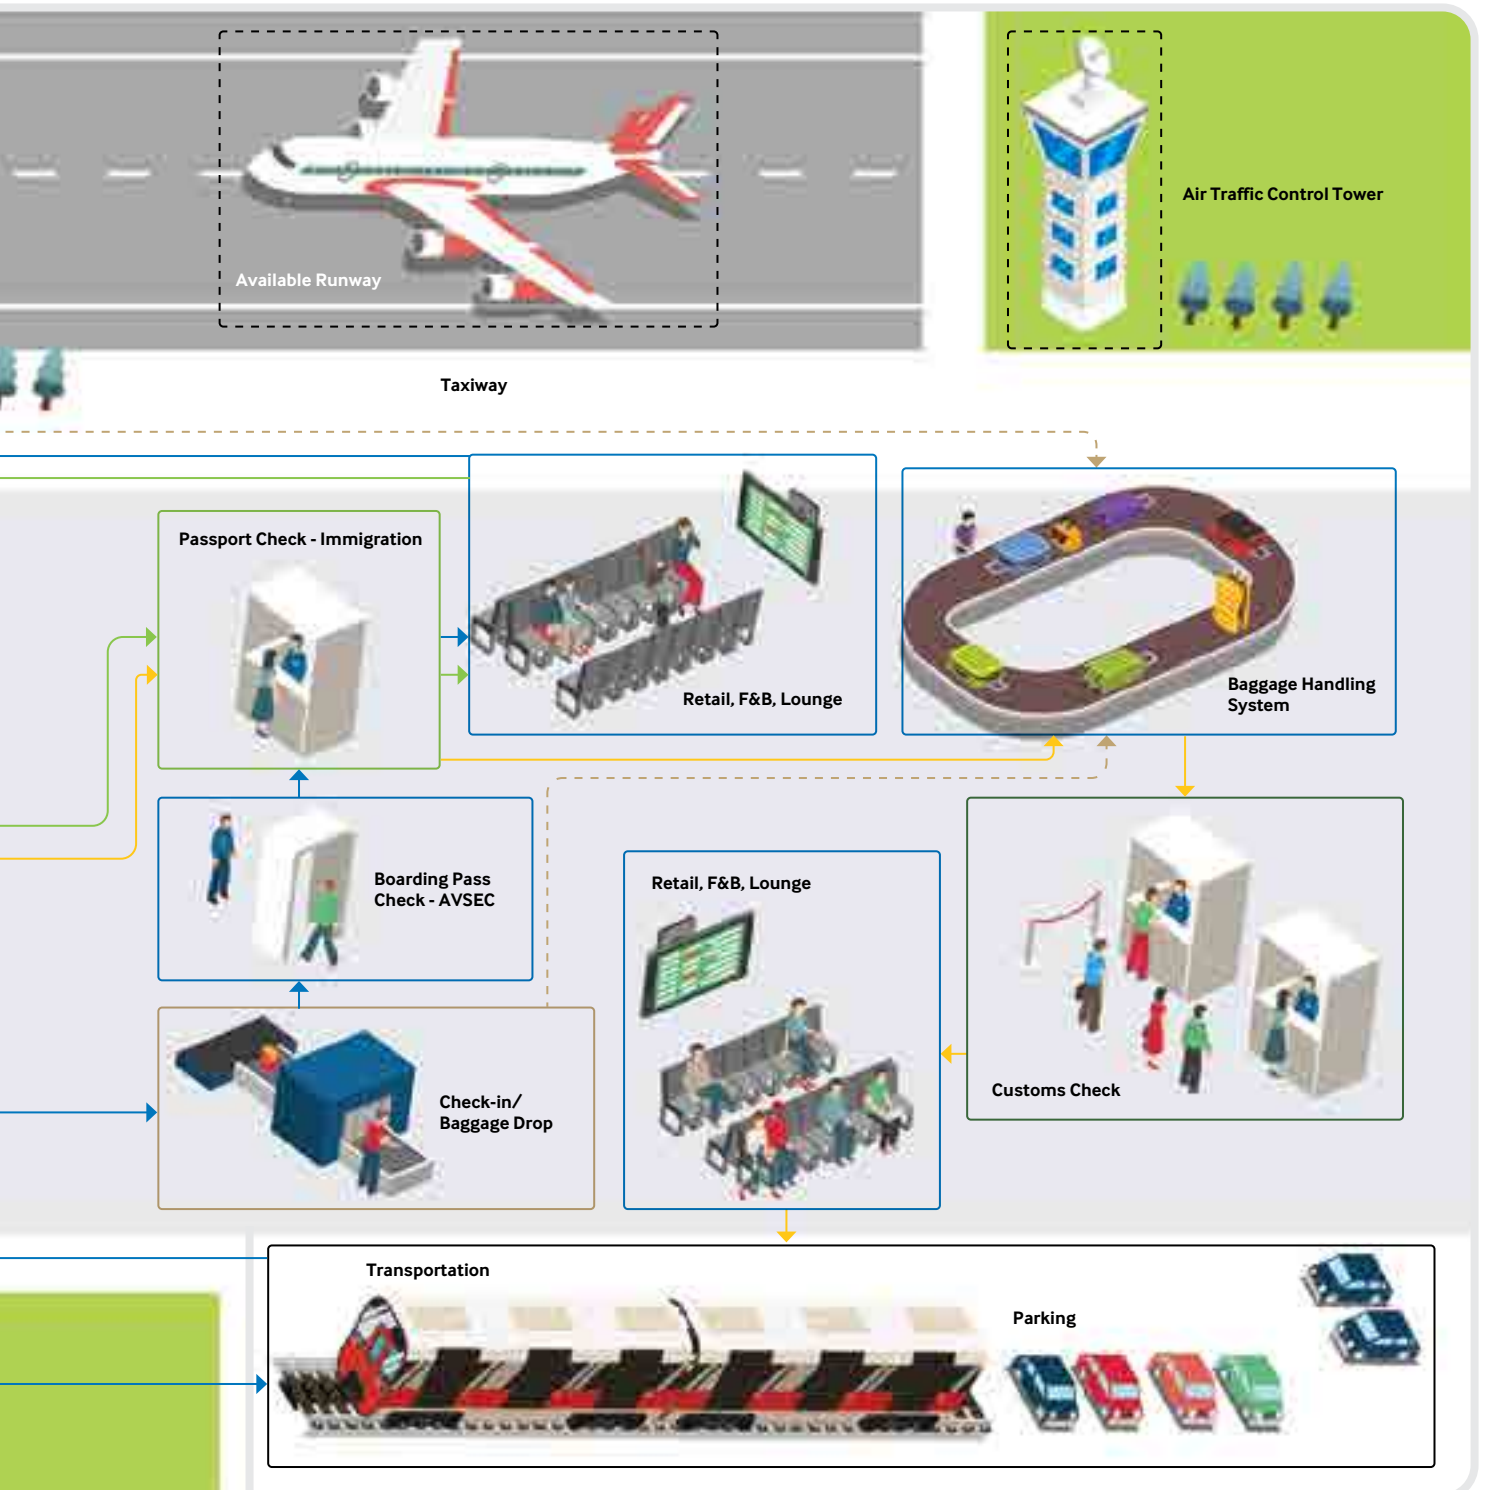 Air Traffic Control Tower
Available Runway
Taxiway
Passport Check - Immigration
Retail, F&B, Lounge
Baggage Handling
System
Boarding Pass
Check - AVSEC
Retail, F&B, Lounge
Check-in/
Baggage Drop
Customs Check
Transportation
Parking